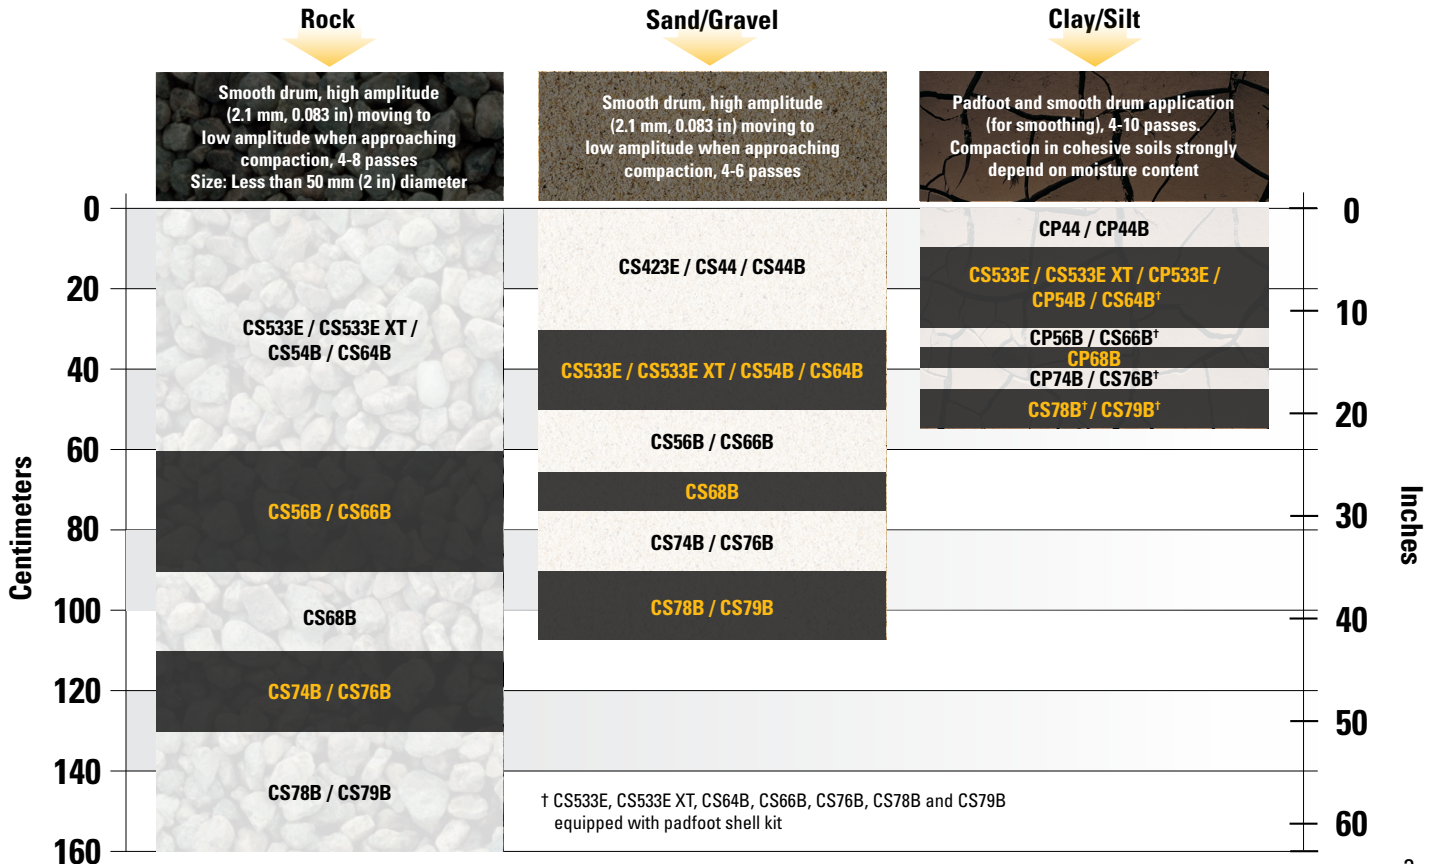 Rock
Sand/Gravel
Clay/Silt
Smooth drum, high amplitude
(2.1 mm, 0.083 in) moving to
low amplitude when approaching
compaction, 4-8 passes
Size: Less than 50 mm (2 in) diameter
Smooth drum, high amplitude
(2.1 mm, 0.083 in) moving to
low amplitude when approaching
compaction, 4-6 passes
Padfoot and smooth drum application
(for smoothing), 4-10 passes.
Compaction in cohesive soils strongly
depend on moisture content
Centimeters
0
20
40
60
80
100
120
140
160
CS533E / CS533E XT /
CS54B / CS64B
CS56B / CS66B
CS68B
CS74B / CS76B
CS78B / CS79B
CS423E / CS44 / CS44B
CS533E / CS533E XT / CS54B / CS64B
CS56B / CS66B
CS68B
CS74B / CS76B
CS78B / CS79B
CP44 / CP44B
CS533E / CS533E XT / CP533E /
CP54B / CS64B†
CP56B / CS66B†
CP68B
CP74B / CS76B†
CS78B† / CS79B†
0
10
20
30
40
50
60
Inches
† CS533E, CS533E XT, CS64B, CS66B, CS76B, CS78B and CS79B
equipped with padfoot shell kit